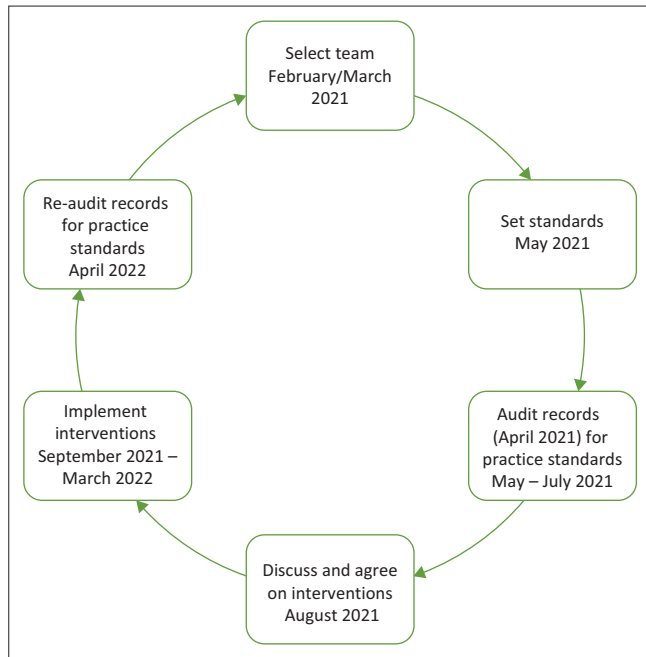 Select team
February/March
2021
Set standards
May 2021
Audit records
(April 2021) for
practice standards
May – July 2021
Discuss and agree
on interventions
August 2021
Implement
interventions
September 2021 –
March 2022
Re-audit records
for practice
standards
April 2022